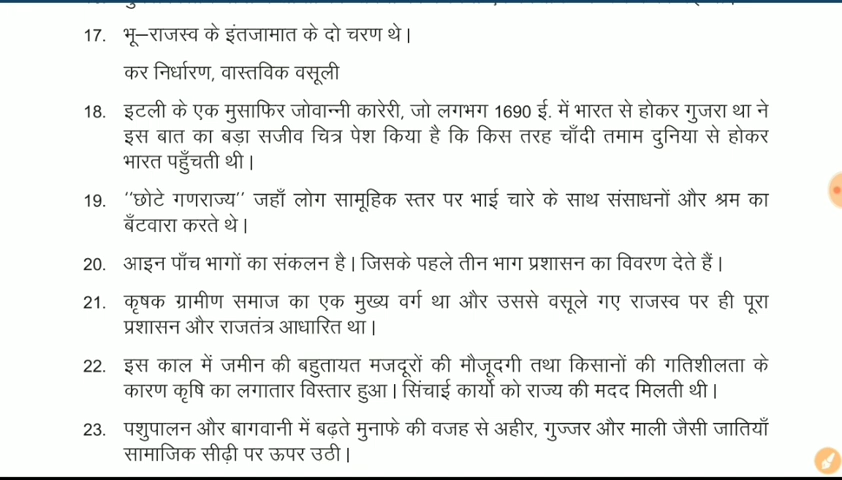 17. भू–राजस्व के इंतजामात के दो चरण थे।
कर निर्धारण, वास्तविक वसूली
18. इटली के एक मुसाफिर जोवान्नी कारेरी, जो लगभग 1690 ई. में भारत से होकर गुजरा था ने
इस बात का बड़ा सजीव चित्र पेश किया है कि किस तरह चाँदी तमाम दुनिया से होकर
भारत पहुँचती थी।
19. ‘‘छोटे गणराज्य’’ जहाँ लोग सामूहिक स्तर पर भाई चारे के साथ संसाधनों और श्रम का
बँटवारा करते थे।
20. आइन पाँच भागों का संकलन है। जिसके पहले तीन भाग प्रशासन का विवरण देते हैं।
21. कृषक ग्रामीण समाज का एक मुख्य वर्ग था और उससे वसूले गए राजस्व पर ही पूरा
प्रशासन और राजतंत्र आधारित था।
22. इस काल में जमीन की बहुतायत मजदूरों की मौजूदगी तथा किसानों की गतिशीलता के
कारण कृषि का लगातार विस्तार हुआ। सिंचाई कार्यो को राज्य की मदद मिलती थी।
23. पशुपालन और बागवानी में बढ़ते मुनाफे की वजह से अहीर, गुज्जर और माली जैसी जातियाँ
सामाजिक सीढ़ी पर ऊपर उठी।